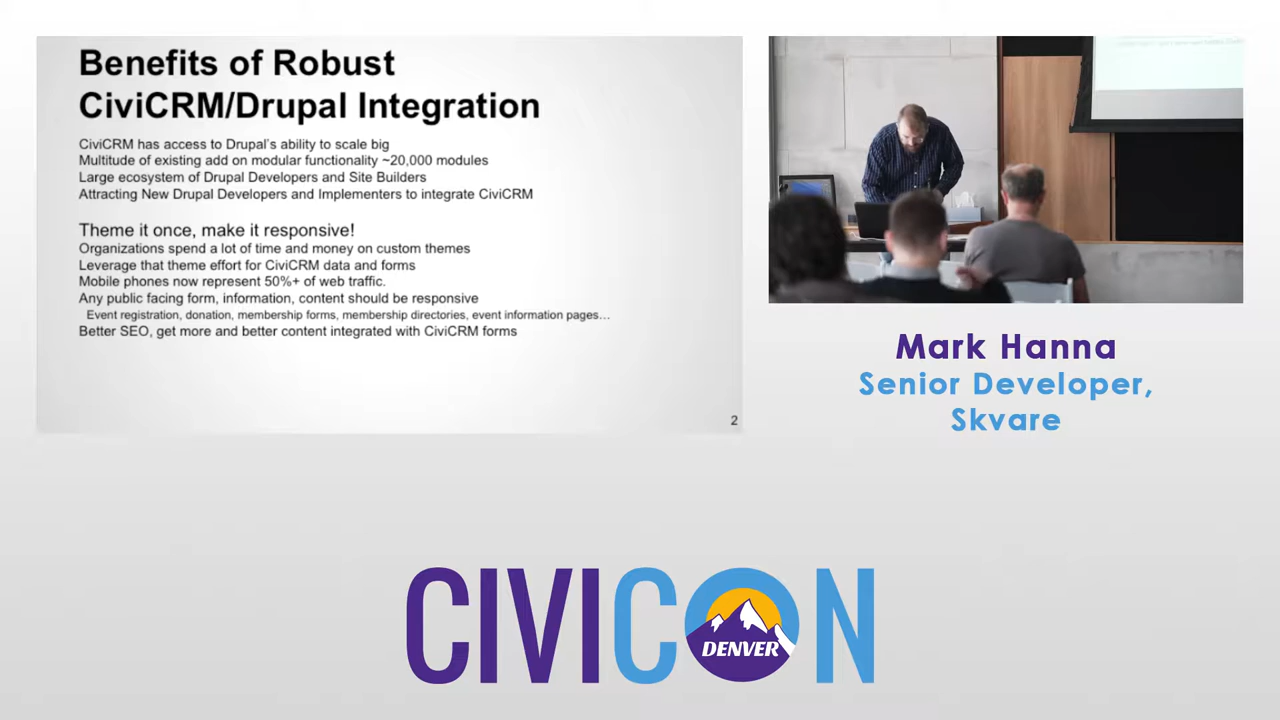 Benefits of Robust
CiviCRM/Drupal Integration
CiviCRM has access to Drupal's ability to scale big
Multitude of existing add on modular functionality ~20,000 modules
Large ecosystem of Drupal Developers and Site Builders
Attracting New Drupal Developers and Implementers to integrate CiviCRM
Theme it once, make it responsive!
Organizations spend a lot of time and money on custom themes
Leverage that theme effort for CiviCRM data and forms
Mobile phones now represent 50%+ of web traffic.
Any public facing form, information, content should be responsive
Event registration, donation, membership forms, membership directories, event information pages…
Better SEO, get more and better content integrated with CiviCRM forms
2
Mark Hanna
Senior Developer,
Skvare
CIVICON
DENVER